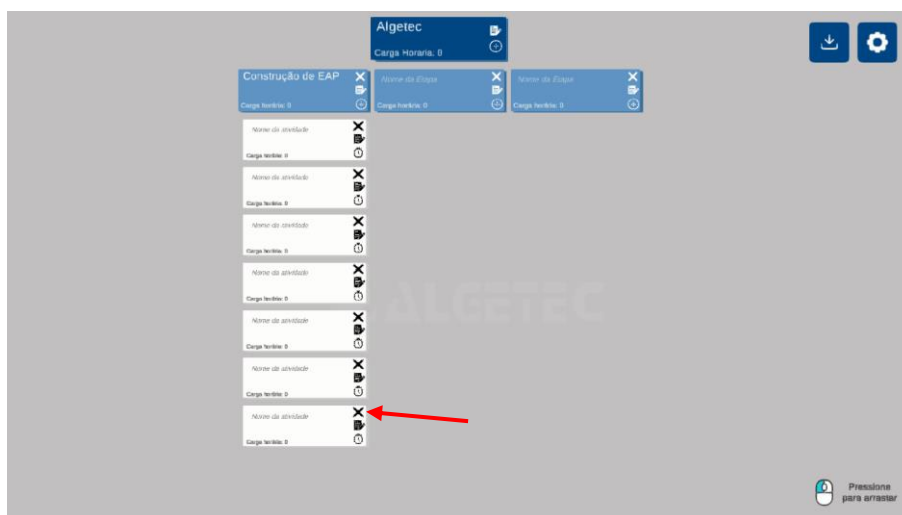 Algetec
Carga Horaria: 0
Construção de EAP
Carga horária: 0
Nome da Etapa
Carga horária: 0
Nome da Etapa
Carga horária: 0
Nome da atividade
Carga horária: 0
Nome da atividade
Carga horária: 0
Nome da atividade
Carga horária: 0
Nome da atividade
Carga horária: 0
Nome da atividade
Carga horária: 0
Nome da atividade
Carga horária: 0
Nome da atividade
Carga horária: 0
ALGETEC
Pressione
para arrastar